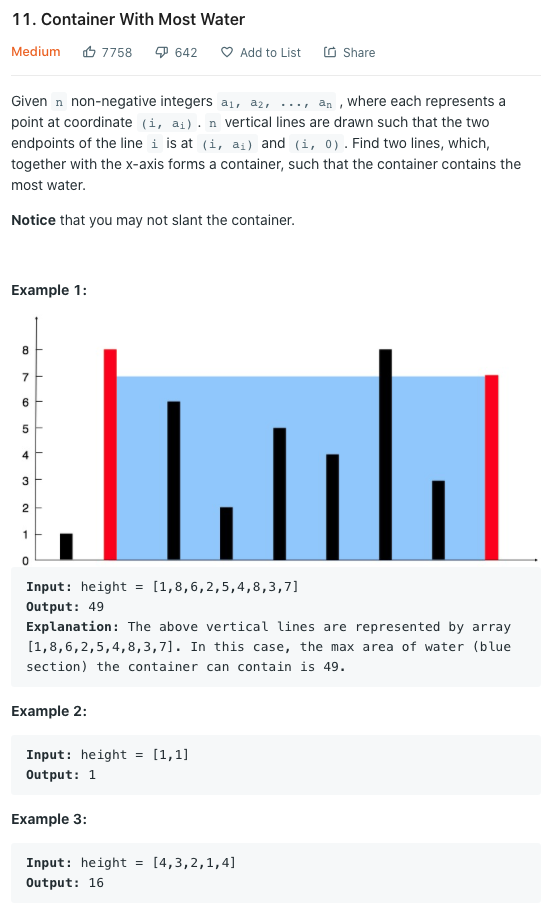 11. Container With Most Water
Medium 7758 642 Add to List Share
Given n non-negative integers a₁, a₂, ..., aₙ , where each represents a
point at coordinate (i, aᵢ) . n vertical lines are drawn such that the two
endpoints of the line i is at (i, aᵢ) and (i, 0) . Find two lines, which,
together with the x-axis forms a container, such that the container contains the
most water.
Notice that you may not slant the container.
Example 1:
8
7
6
5
4
3
2
1
0
Input: height = [1,8,6,2,5,4,8,3,7]
Output: 49
Explanation: The above vertical lines are represented by array
[1,8,6,2,5,4,8,3,7]. In this case, the max area of water (blue
section) the container can contain is 49.
Example 2:
Input: height = [1,1]
Output: 1
Example 3:
Input: height = [4,3,2,1,4]
Output: 16